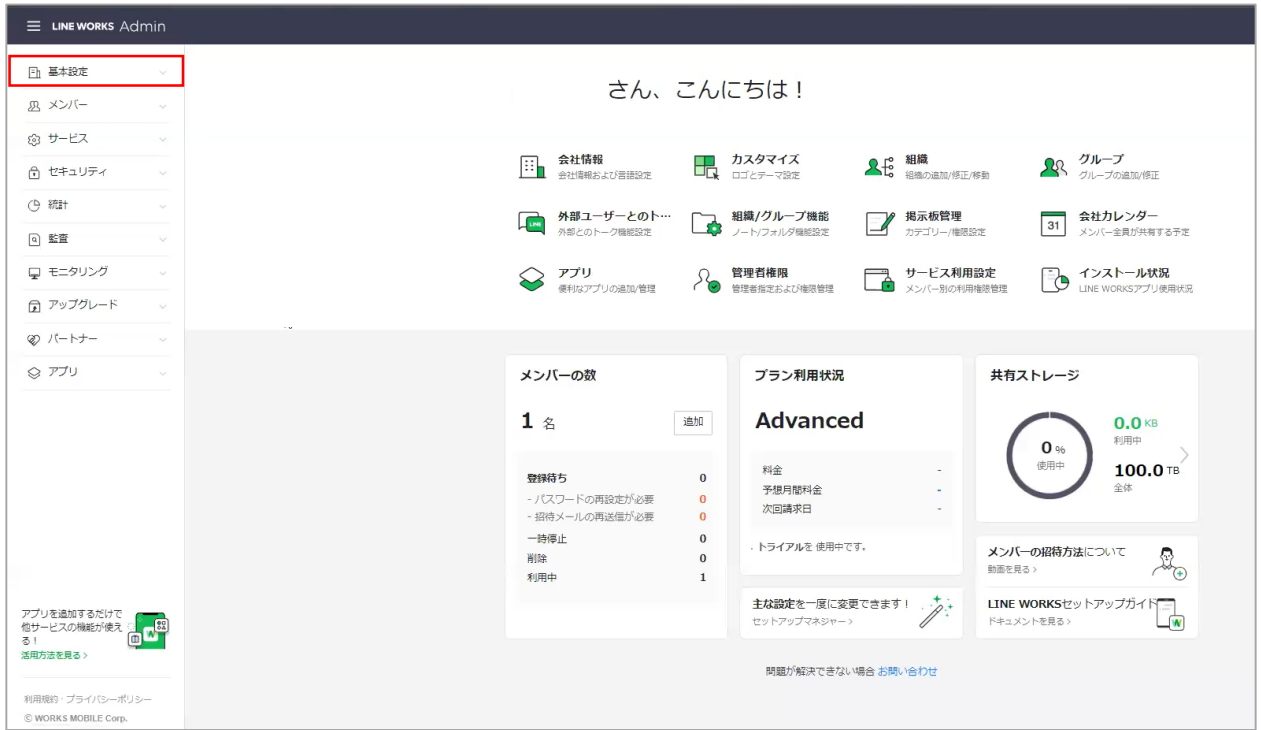 LINE WORKS Admin
基本設定
メンバー
サービス
セキュリティ
統計
監査
モニタリング
アップグレード
パートナー
アプリ
アプリを追加するだけで
他サービスの機能が使え
る！
活用方法を見る >
利用規約 · プライバシーポリシー
© WORKS MOBILE Corp.
さん、こんにちは！
会社情報
会社情報および言語設定
カスタマイズ
ロゴとテーマ設定
組織
組織の追加/修正/移動
グループ
グループの追加/修正
外部ユーザーとのト…
外部とのトーク機能設定
組織/グループ機能
ノート/フォルダ機能設定
掲示板管理
カテゴリー/権限設定
31
会社カレンダー
メンバー全員が共有する予定
アプリ
便利なアプリの追加/管理
管理者権限
管理者指定および権限管理
サービス利用設定
メンバー別の利用権限管理
インストール状況
LINE WORKSアプリ使用状況
メンバーの数
1 名
追加
登録待ち 0
- パスワードの再設定が必要 0
- 招待メールの再送信が必要 0
一時停止 0
削除 0
利用中 1
プラン利用状況
Advanced
料金 -
予想月間料金 -
次回請求日 -
. トライアルを 使用中です。
主な設定を一度に変更できます！
セットアップマネジャー >
共有ストレージ
0 %
使用中
0.0 KB
利用中
100.0 TB
全体
メンバーの招待方法について
動画を見る >
LINE WORKSセットアップガイド
ドキュメントを見る >
問題が解決できない場合 お問い合わせ